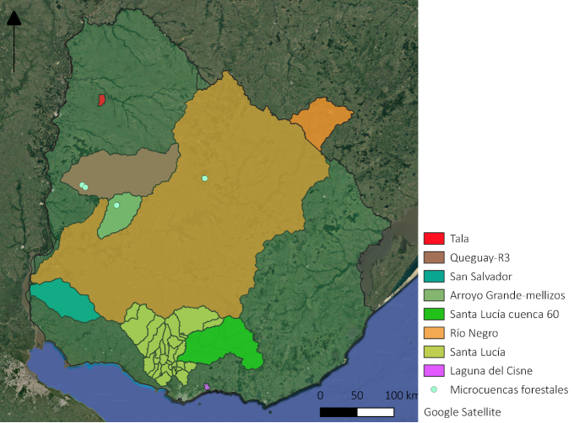 Tala
Queguay-R3
San Salvador
Arroyo Grande-mellizos
Santa Lucía cuenca 60
Río Negro
Santa Lucía
Laguna del Cisne
Microcuencas forestales
0 50 100 km
Google Satellite